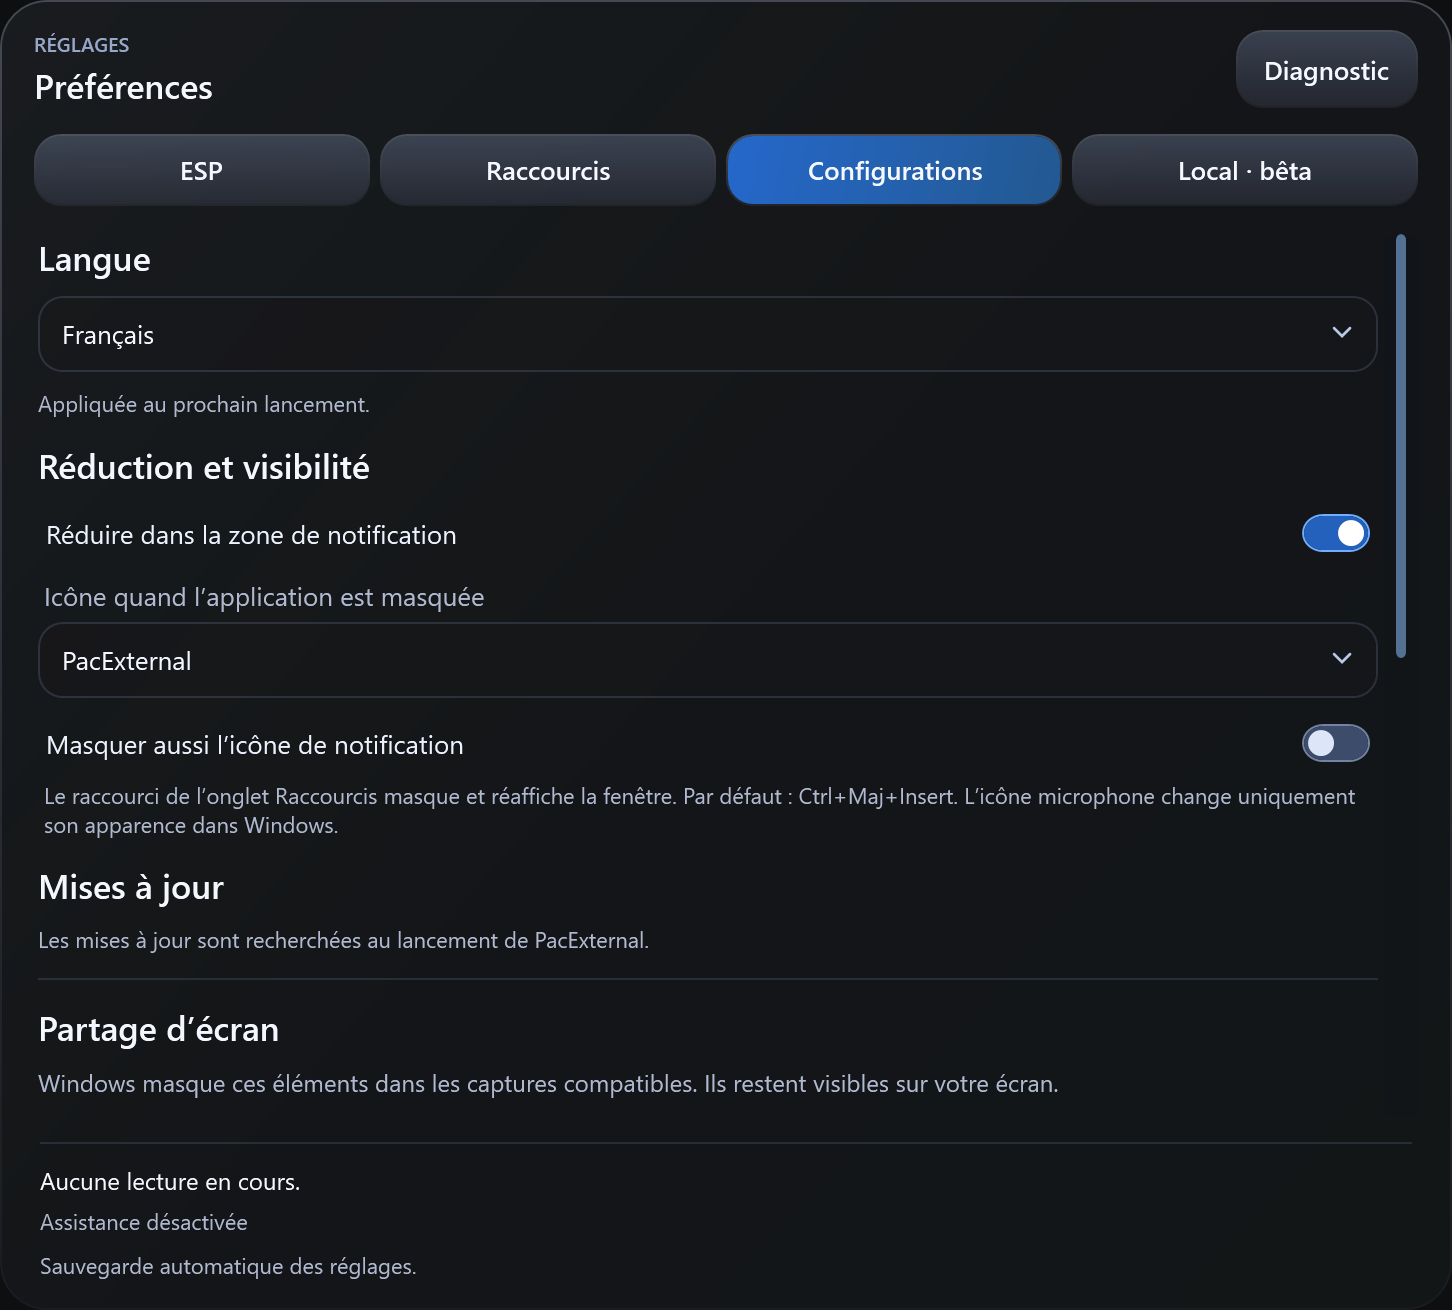 RÉGLAGES
Préférences
Diagnostic
ESP
Raccourcis
Configurations
Local · bêta
Langue
Français
Appliquée au prochain lancement.
Réduction et visibilité
Réduire dans la zone de notification
Icône quand l’application est masquée
PacExternal
Masquer aussi l’icône de notification
Le raccourci de l’onglet Raccourcis masque et réaffiche la fenêtre. Par défaut : Ctrl+Maj+Insert. L’icône microphone change uniquement
son apparence dans Windows.
Mises à jour
Les mises à jour sont recherchées au lancement de PacExternal.
Partage d’écran
Windows masque ces éléments dans les captures compatibles. Ils restent visibles sur votre écran.
Aucune lecture en cours.
Assistance désactivée
Sauvegarde automatique des réglages.